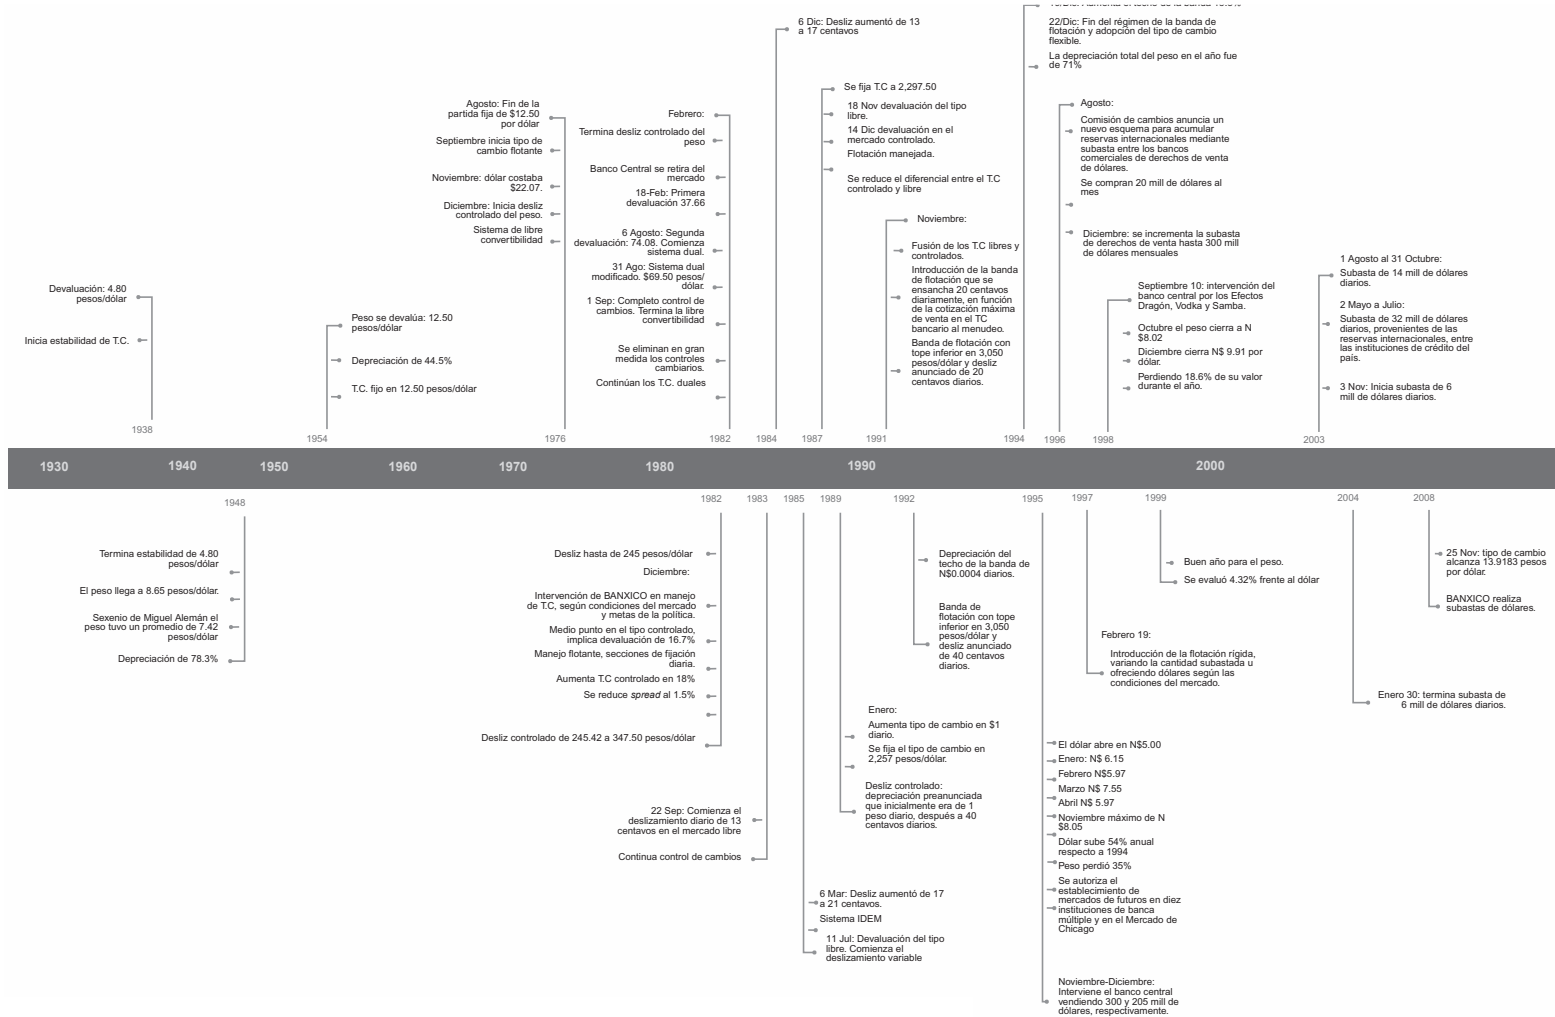 6 Dic: Desliz aumentó de 13
a 17 centavos
22/Dic: Fin del régimen de la banda de
flotación y adopción del tipo de cambio
flexible.
La depreciación total del peso en el año fue
de 71%
Agosto: Fin de la
partida fija de $12.50
por dólar
Septiembre inicia tipo de
cambio flotante
Noviembre: dólar costaba
$22.07.
Diciembre: Inicia desliz
controlado del peso.
Sistema de libre
convertibilidad
Febrero:
Termina desliz controlado del
peso
Banco Central se retira del
mercado
18-Feb: Primera
devaluación 37.66
6 Agosto: Segunda
devaluación: 74.08. Comienza
sistema dual.
31 Ago: Sistema dual
modificado. $69.50 pesos/
dólar.
1 Sep: Completo control de
cambios. Termina la libre
convertibilidad
Se eliminan en gran
medida los controles
cambiarios.
Continúan los T.C. duales
Se fija T.C a 2,297.50
18 Nov devaluación del tipo
libre.
14 Dic devaluación en el
mercado controlado.
Flotación manejada.
Se reduce el diferencial entre el T.C
controlado y libre
Noviembre:
Fusión de los T.C libres y
controlados.
Introducción de la banda
de flotación que se
ensancha 20 centavos
diariamente, en función
de la cotización máxima
de venta en el TC
bancario al menudeo.
Banda de flotación con
tope inferior en 3,050
pesos/dólar y desliz
anunciado de 20
centavos diarios.
Agosto:
Comisión de cambios anuncia un
nuevo esquema para acumular
reservas internacionales mediante
subasta entre los bancos
comerciales de derechos de venta
de dólares.
Se compran 20 mill de dólares al
mes
Diciembre: se incrementa la subasta
de derechos de venta hasta 300 mill
de dólares mensuales
Septiembre 10: intervención del
banco central por los Efectos
Dragón, Vodka y Samba.
Octubre el peso cierra a N
$8.02
Diciembre cierra N$ 9.91 por
dólar.
Perdiendo 18.6% de su valor
durante el año.
1 Agosto al 31 Octubre:
Subasta de 14 mill de dólares
diarios.
2 Mayo a Julio:
Subasta de 32 mill de dólares
diarios, provenientes de las
reservas internacionales, entre
las instituciones de crédito del
país.
3 Nov: Inicia subasta de 6
mill de dólares diarios.
Devaluación: 4.80
pesos/dólar
Inicia estabilidad de T.C.
Peso se devalúa: 12.50
pesos/dólar
Depreciación de 44.5%
T.C. fijo en 12.50 pesos/dólar
1938
1954
1976
1982
1984
1987
1991
1994
1996
1998
2003
1930
1940
1950
1960
1970
1980
1990
2000
1948
1982
1983
1985
1989
1992
1995
1997
1999
2004
2008
Termina estabilidad de 4.80
pesos/dólar
El peso llega a 8.65 pesos/dólar.
Sexenio de Miguel Alemán el
peso tuvo un promedio de 7.42
pesos/dólar
Depreciación de 78.3%
Desliz hasta de 245 pesos/dólar
Diciembre:
Intervención de BANXICO en manejo
de T.C, según condiciones del mercado
y metas de la política.
Medio punto en el tipo controlado,
implica devaluación de 16.7%
Manejo flotante, secciones de fijación
diaria.
Aumenta T.C controlado en 18%
Se reduce spread al 1.5%
Desliz controlado de 245.42 a 347.50 pesos/dólar
22 Sep: Comienza el
deslizamiento diario de 13
centavos en el mercado libre
Continua control de cambios
6 Mar: Desliz aumentó de 17
a 21 centavos.
Sistema IDEM
11 Jul: Devaluación del tipo
libre. Comienza el
deslizamiento variable
Enero:
Aumenta tipo de cambio en $1
diario.
Se fija el tipo de cambio en
2,257 pesos/dólar.
Desliz controlado:
depreciación preanunciada
que inicialmente era de 1
peso diario, después a 40
centavos diarios.
Depreciación del
techo de la banda de
N$0.0004 diarios.
Banda de
flotación con tope
inferior en 3,050
pesos/dólar y
desliz anunciado
de 40 centavos
diarios.
El dólar abre en N$5.00
Enero: N$ 6.15
Febrero N$5.97
Marzo N$ 7.55
Abril N$ 5.97
Noviembre máximo de N
$8.05
Dólar sube 54% anual
respecto a 1994
Peso perdió 35%
Se autoriza el
establecimiento de
mercados de futuros en diez
instituciones de banca
múltiple y en el Mercado de
Chicago
Noviembre-Diciembre:
Interviene el banco central
vendiendo 300 y 205 mill de
dólares, respectivamente.
Febrero 19:
Introducción de la flotación rígida,
variando la cantidad subastada u
ofreciendo dólares según las
condiciones del mercado.
Buen año para el peso.
Se evaluó 4.32% frente al dólar
Enero 30: termina subasta de
6 mill de dólares diarios.
25 Nov: tipo de cambio
alcanza 13.9183 pesos
por dólar.
BANXICO realiza
subastas de dólares.